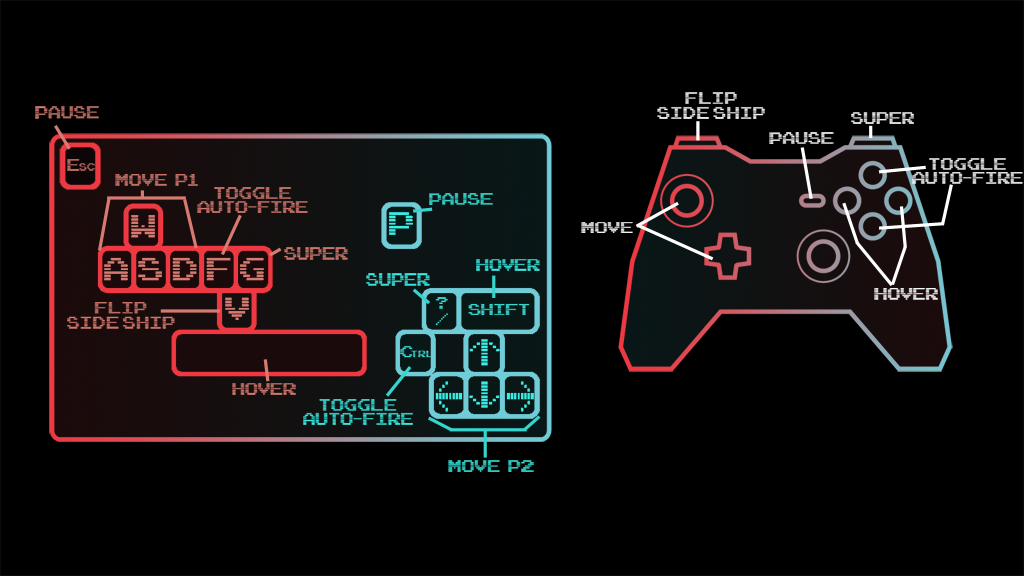 PAUSE
ESC
MOVE P1
W
TOGGLE
AUTO-FIRE
A S D F G
SUPER
FLIP
SIDE SHIP
V
HOVER
P
PAUSE
HOVER
SUPER
?
/
SHIFT
CTRL
TOGGLE
AUTO-FIRE
MOVE P2
FLIP
SIDE SHIP
PAUSE
SUPER
TOGGLE
AUTO-FIRE
MOVE
HOVER